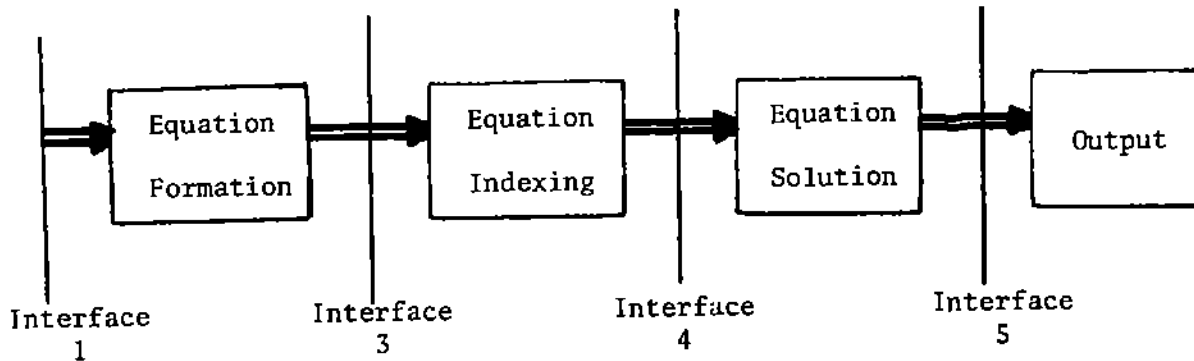 Equation
Formation
Equation
Indexing
Equation
Solution
Output
Interface
1
Interface
3
Interface
4
Interface
5